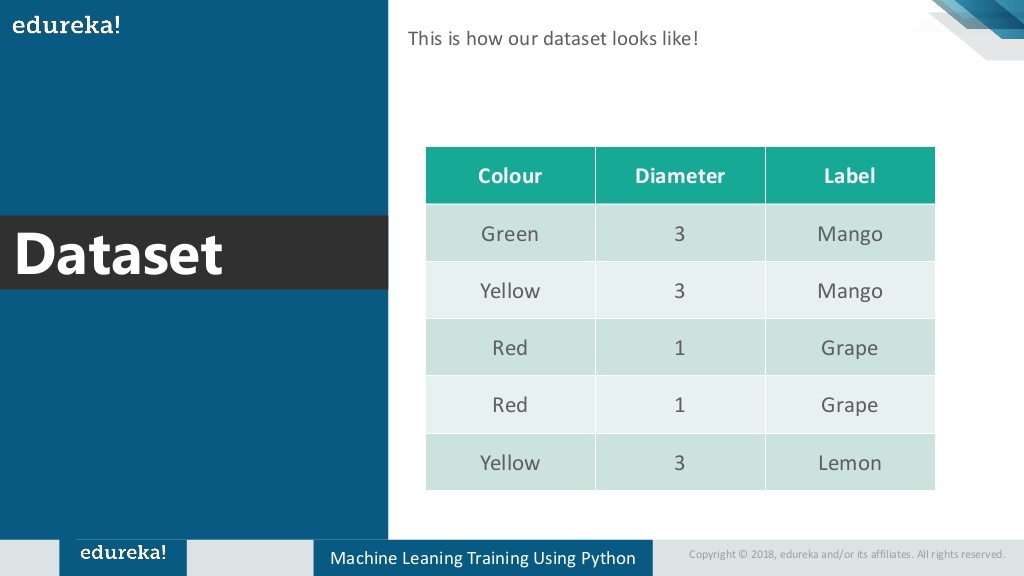 edureka!
This is how our dataset looks like!
Dataset
Colour Diameter Label
Green 3 Mango
Yellow 3 Mango
Red 1 Grape
Red 1 Grape
Yellow 3 Lemon
edureka!
Machine Leaning Training Using Python
Copyright © 2018, edureka and/or its affiliates. All rights reserved.